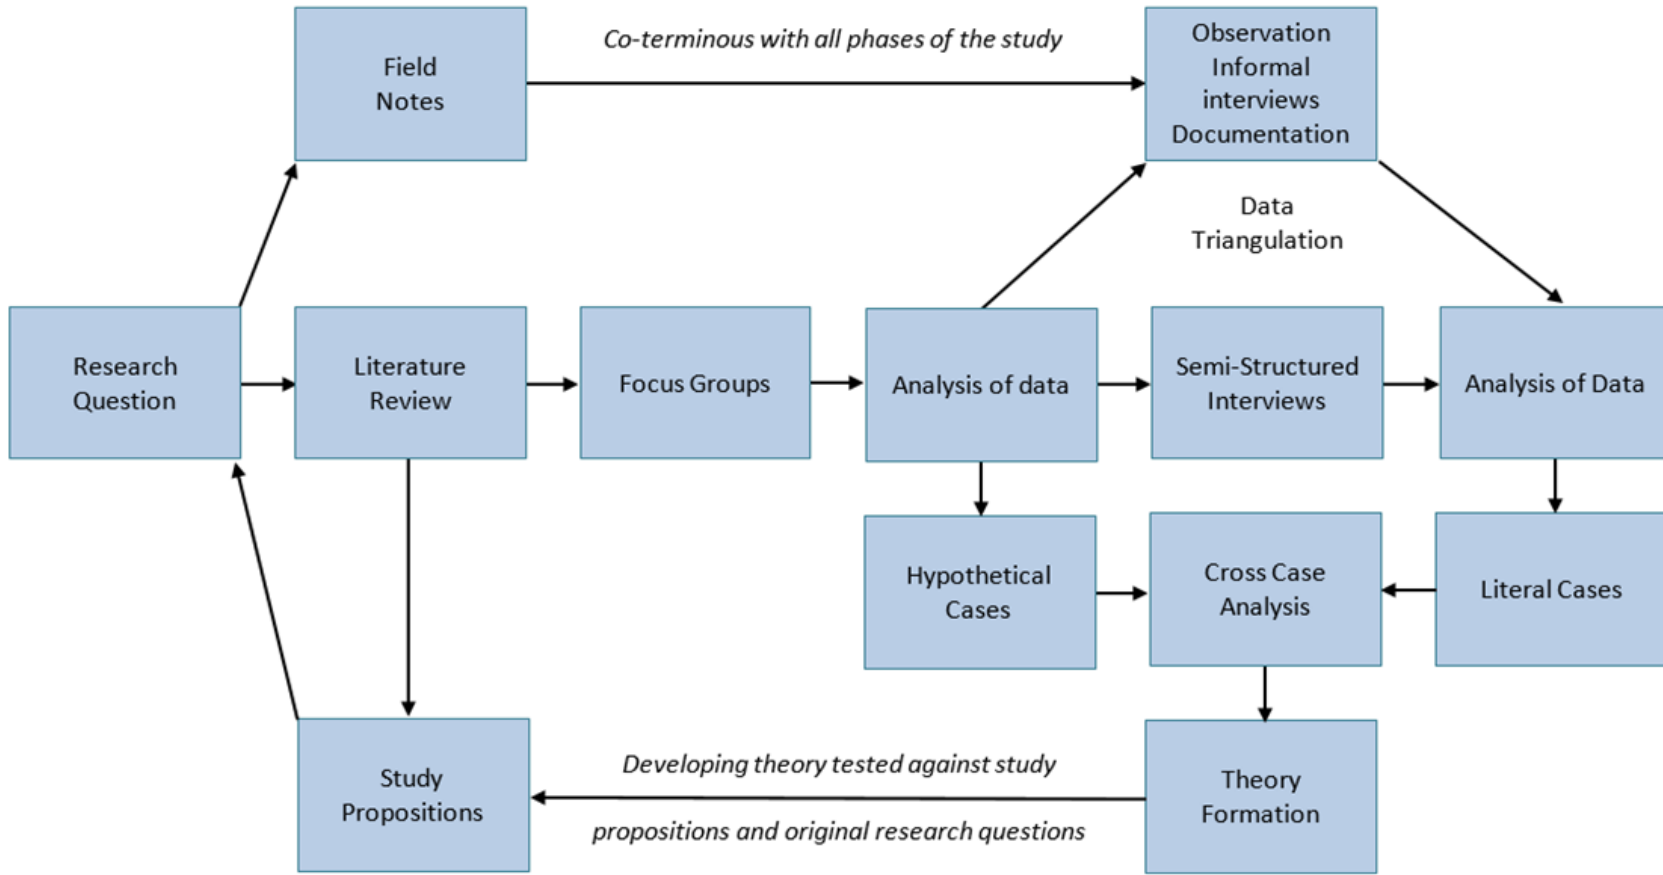 Field
Notes
Co-terminous with all phases of the study
Observation
Informal
interviews
Documentation
Data
Triangulation
Research
Question
Literature
Review
Focus Groups
Analysis of data
Semi-Structured
Interviews
Analysis of Data
Hypothetical
Cases
Cross Case
Analysis
Literal Cases
Study
Propositions
Developing theory tested against study
propositions and original research questions
Theory
Formation